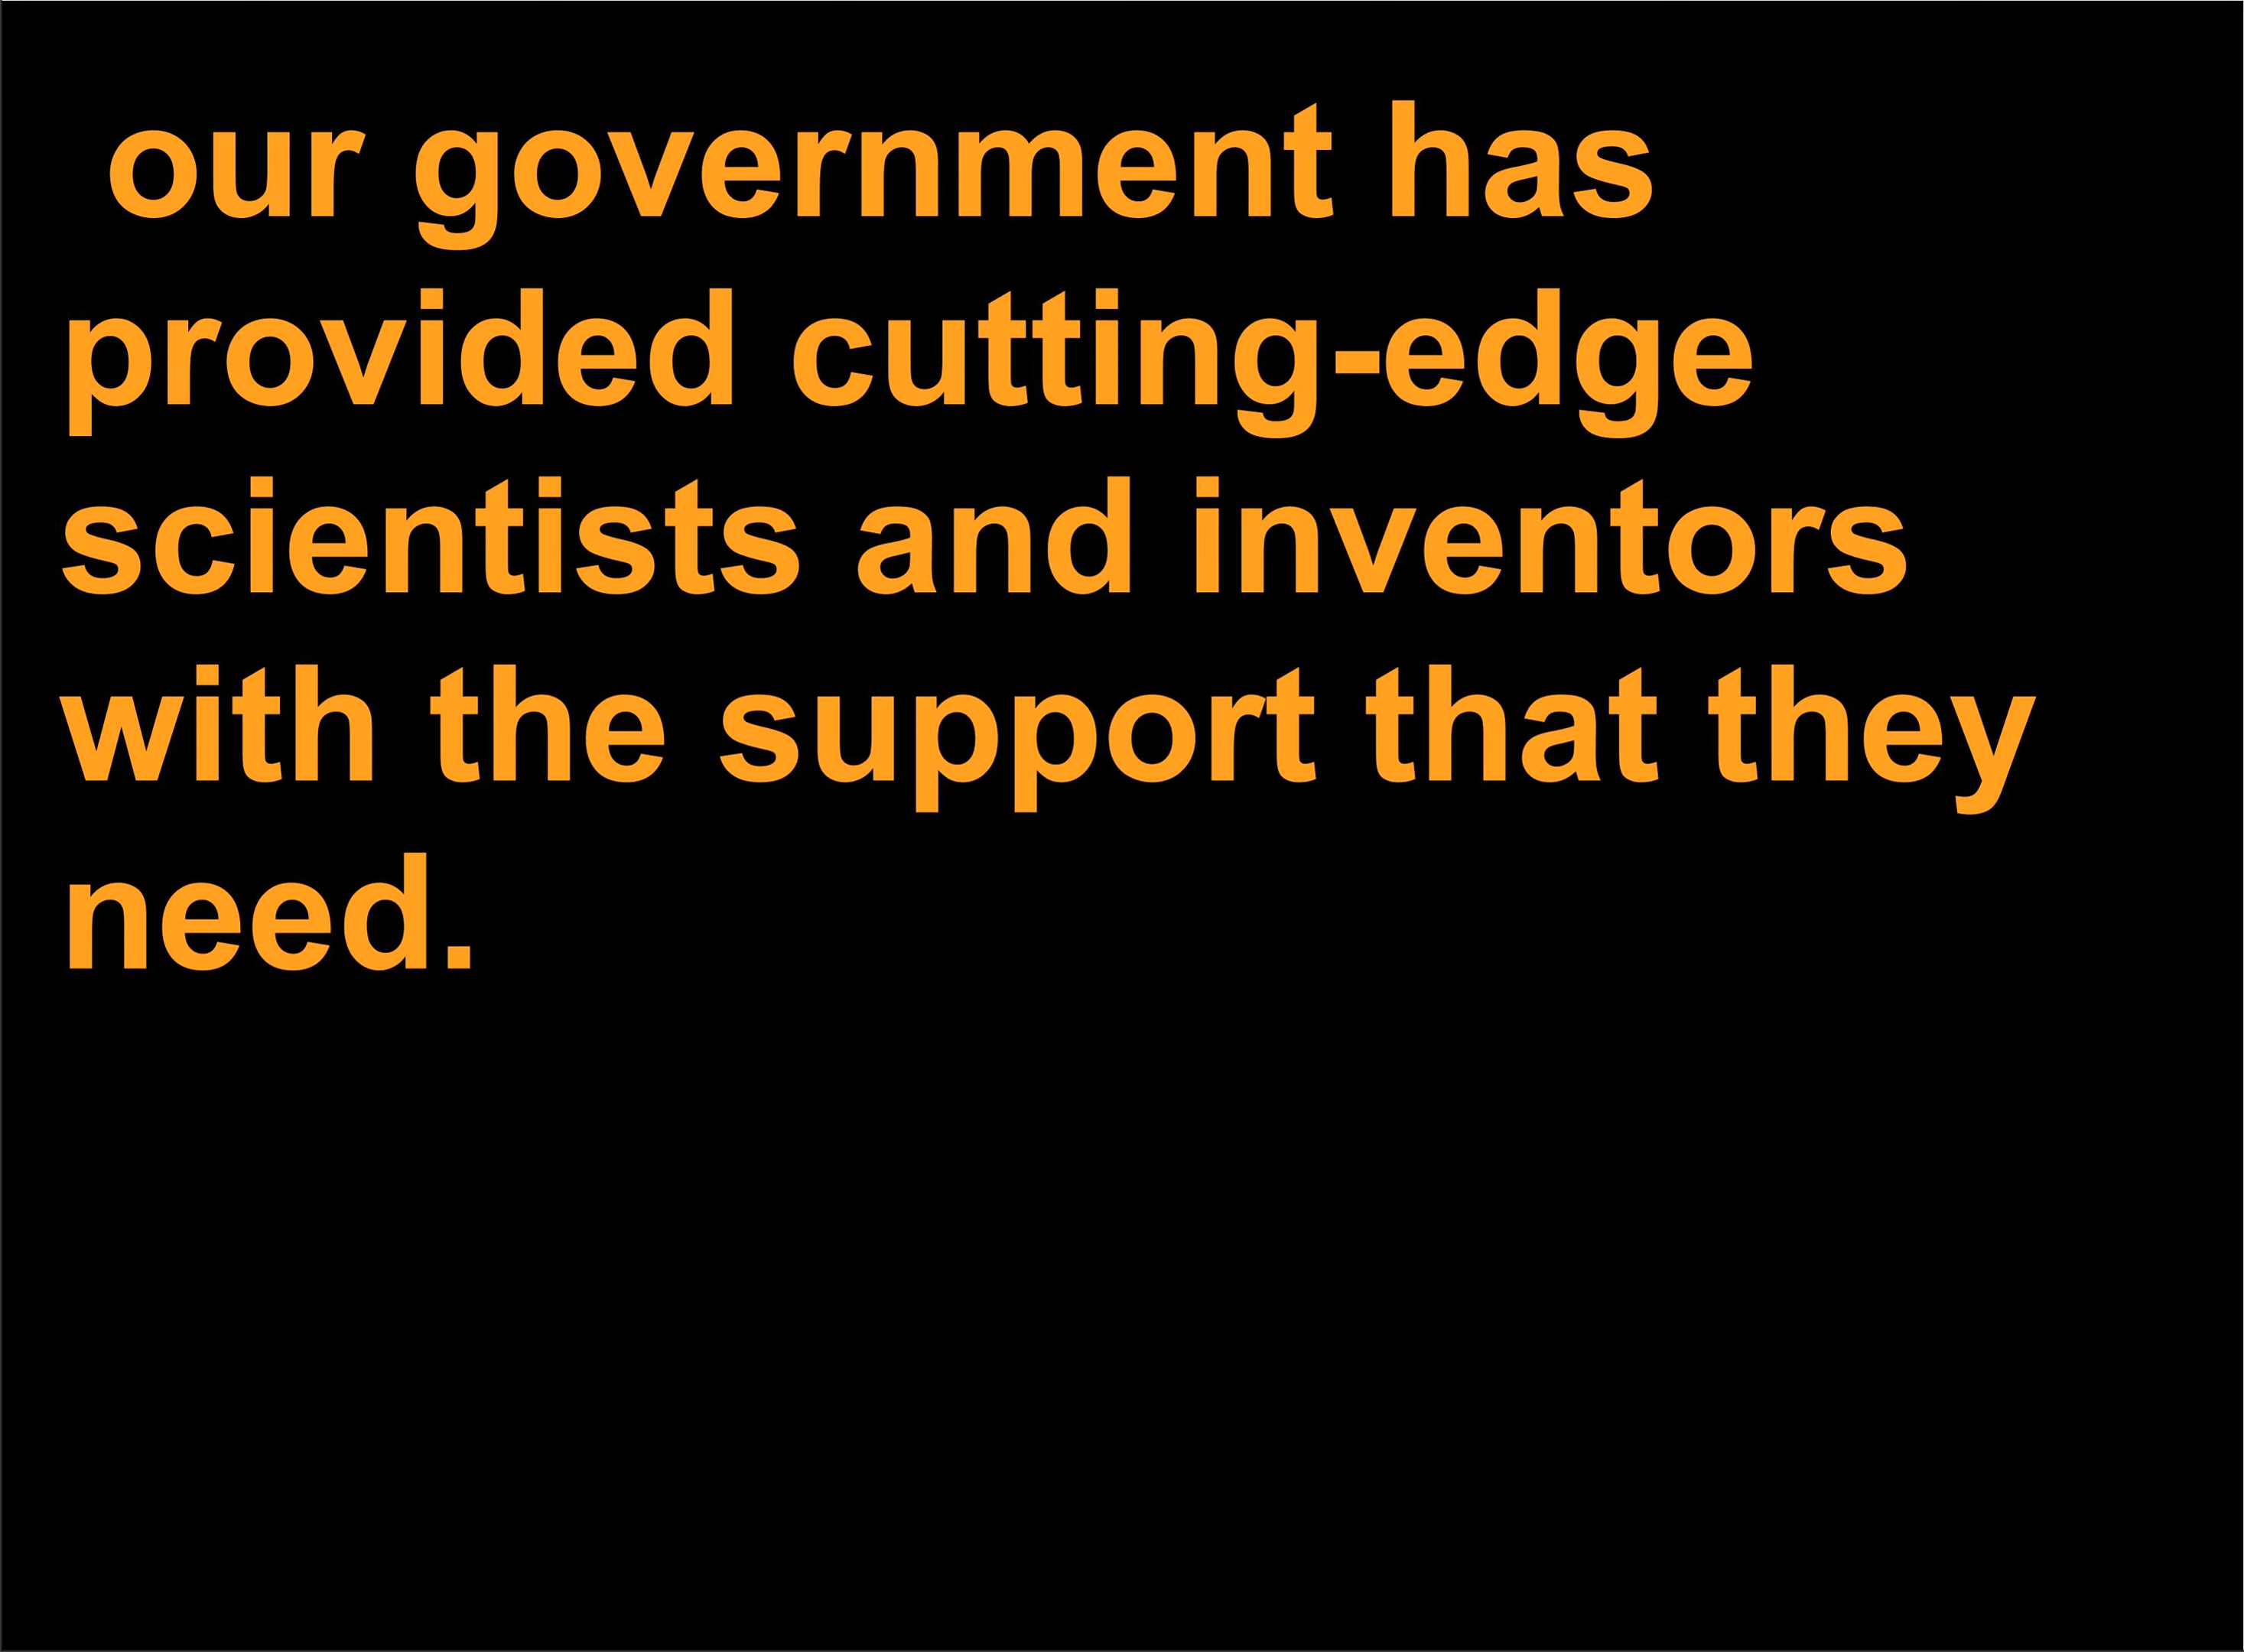 our government has
provided cutting-edge
scientists and inventors
with the support that they
need.